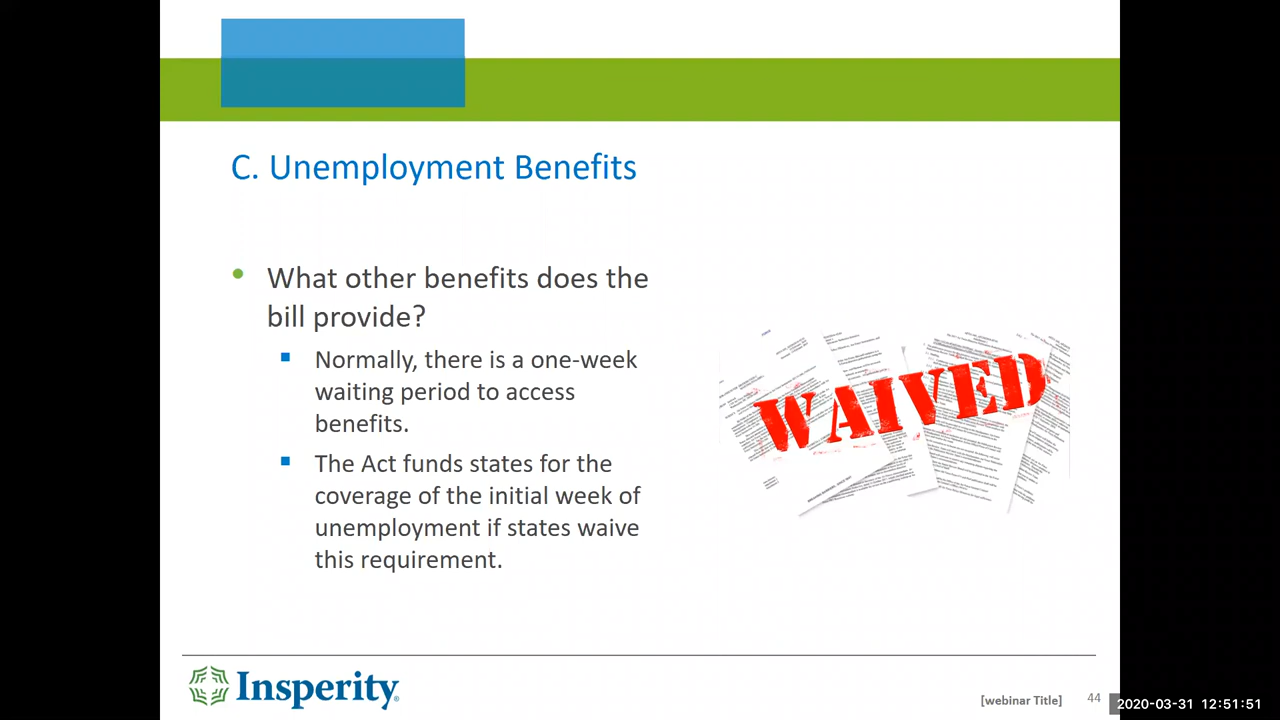 C. Unemployment Benefits
What other benefits does the
bill provide?
Normally, there is a one-week
waiting period to access
benefits.
The Act funds states for the
coverage of the initial week of
unemployment if states waive
this requirement.
WAIVED
Insperity
[webinar Title]
44
2020-03-31 12:51:51